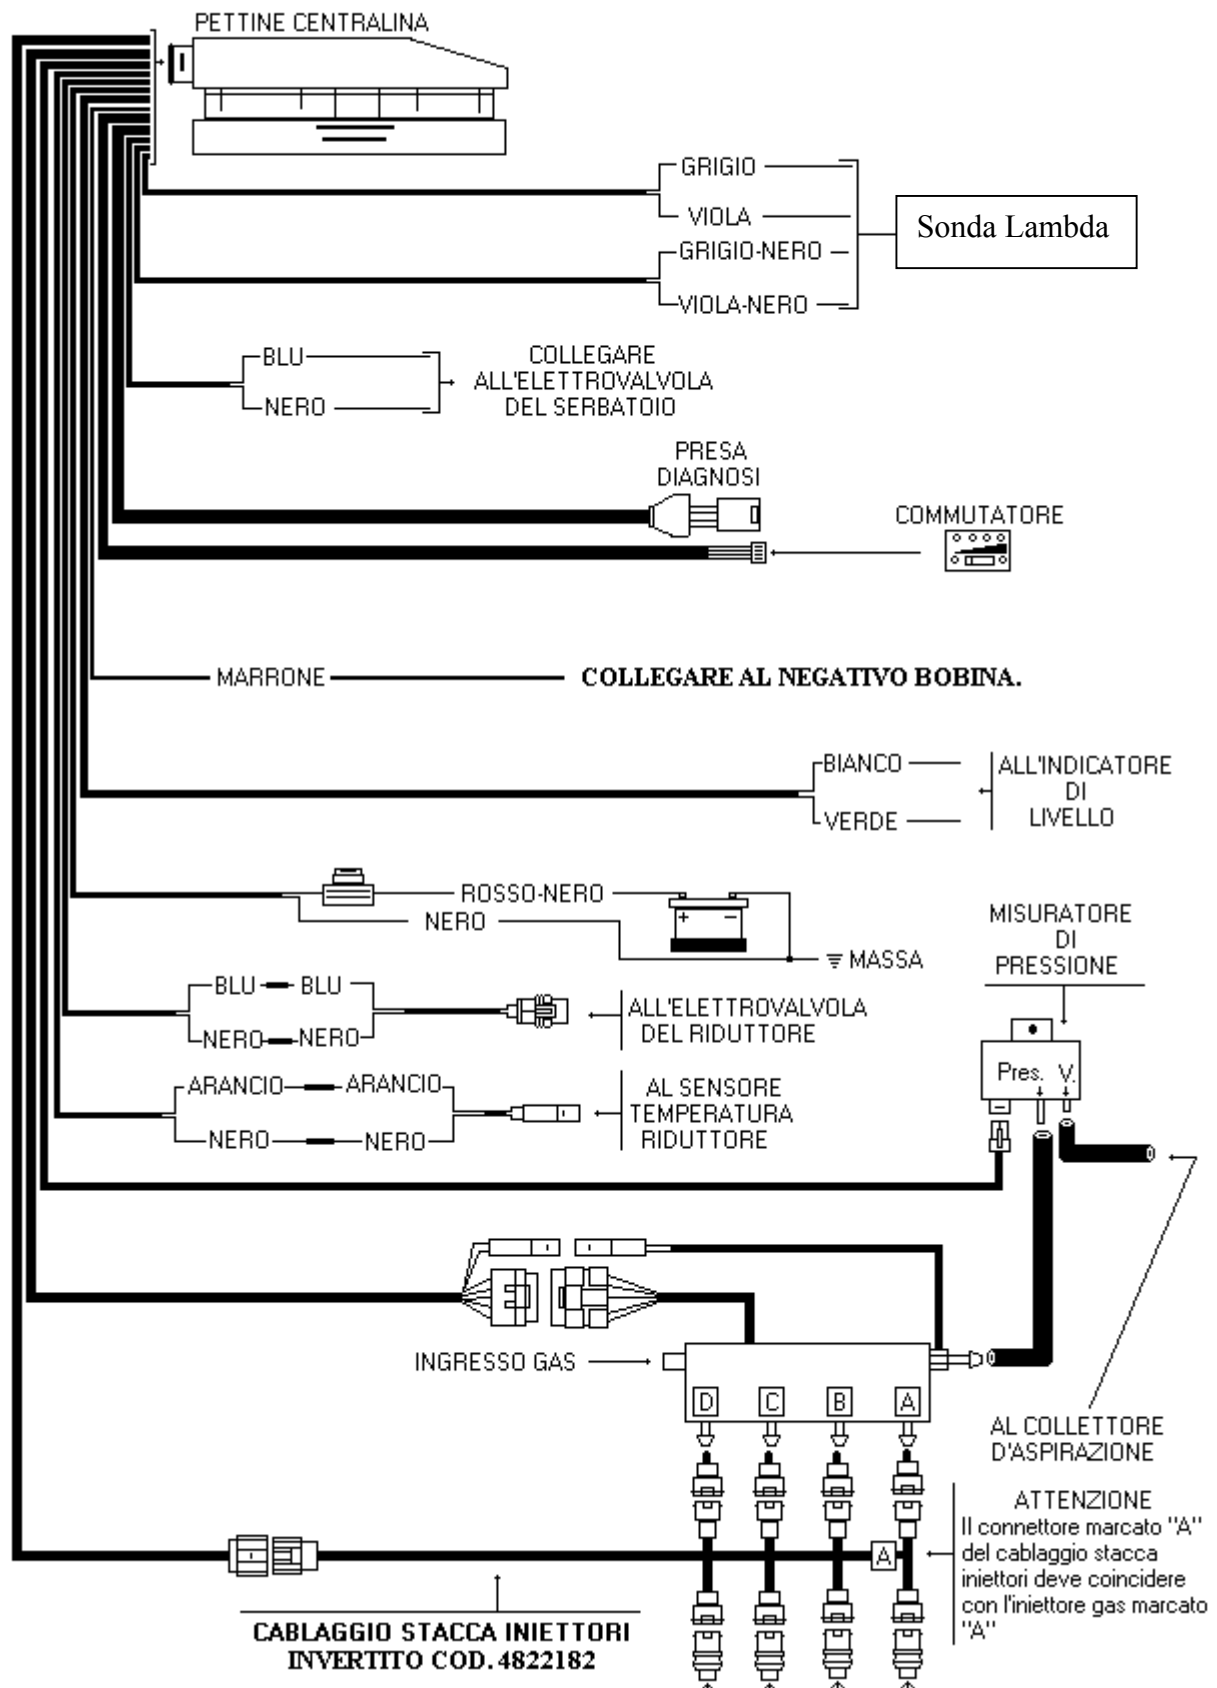 PETTINE CENTRALINA
GRIGIO
VIOLA
GRIGIO-NERO
VIOLA-NERO
Sonda Lambda
BLU
NERO
COLLEGARE
ALL'ELETTROVALVOLA
DEL SERBATOIO
PRESA
DIAGNOSI
COMMUTATORE
MARRONE
COLLEGARE AL NEGATIVO BOBINA.
BIANCO
VERDE
ALL'INDICATORE
DI
LIVELLO
ROSSO-NERO
NERO
+ -
MASSA
MISURATORE
DI
PRESSIONE
Pres. V.
BLU BLU
NERO NERO
ALL'ELETTROVALVOLA
DEL RIDUTTORE
ARANCIO ARANCIO
NERO NERO
AL SENSORE
TEMPERATURA
RIDUTTORE
INGRESSO GAS
D C B A
AL COLLETTORE
D'ASPIRAZIONE
A
ATTENZIONE
Il connettore marcato "A"
del cablaggio stacca
iniettori deve coincidere
con l'iniettore gas marcato
"A"
CABLAGGIO STACCA INIETTORI
INVERTITO COD. 4822182